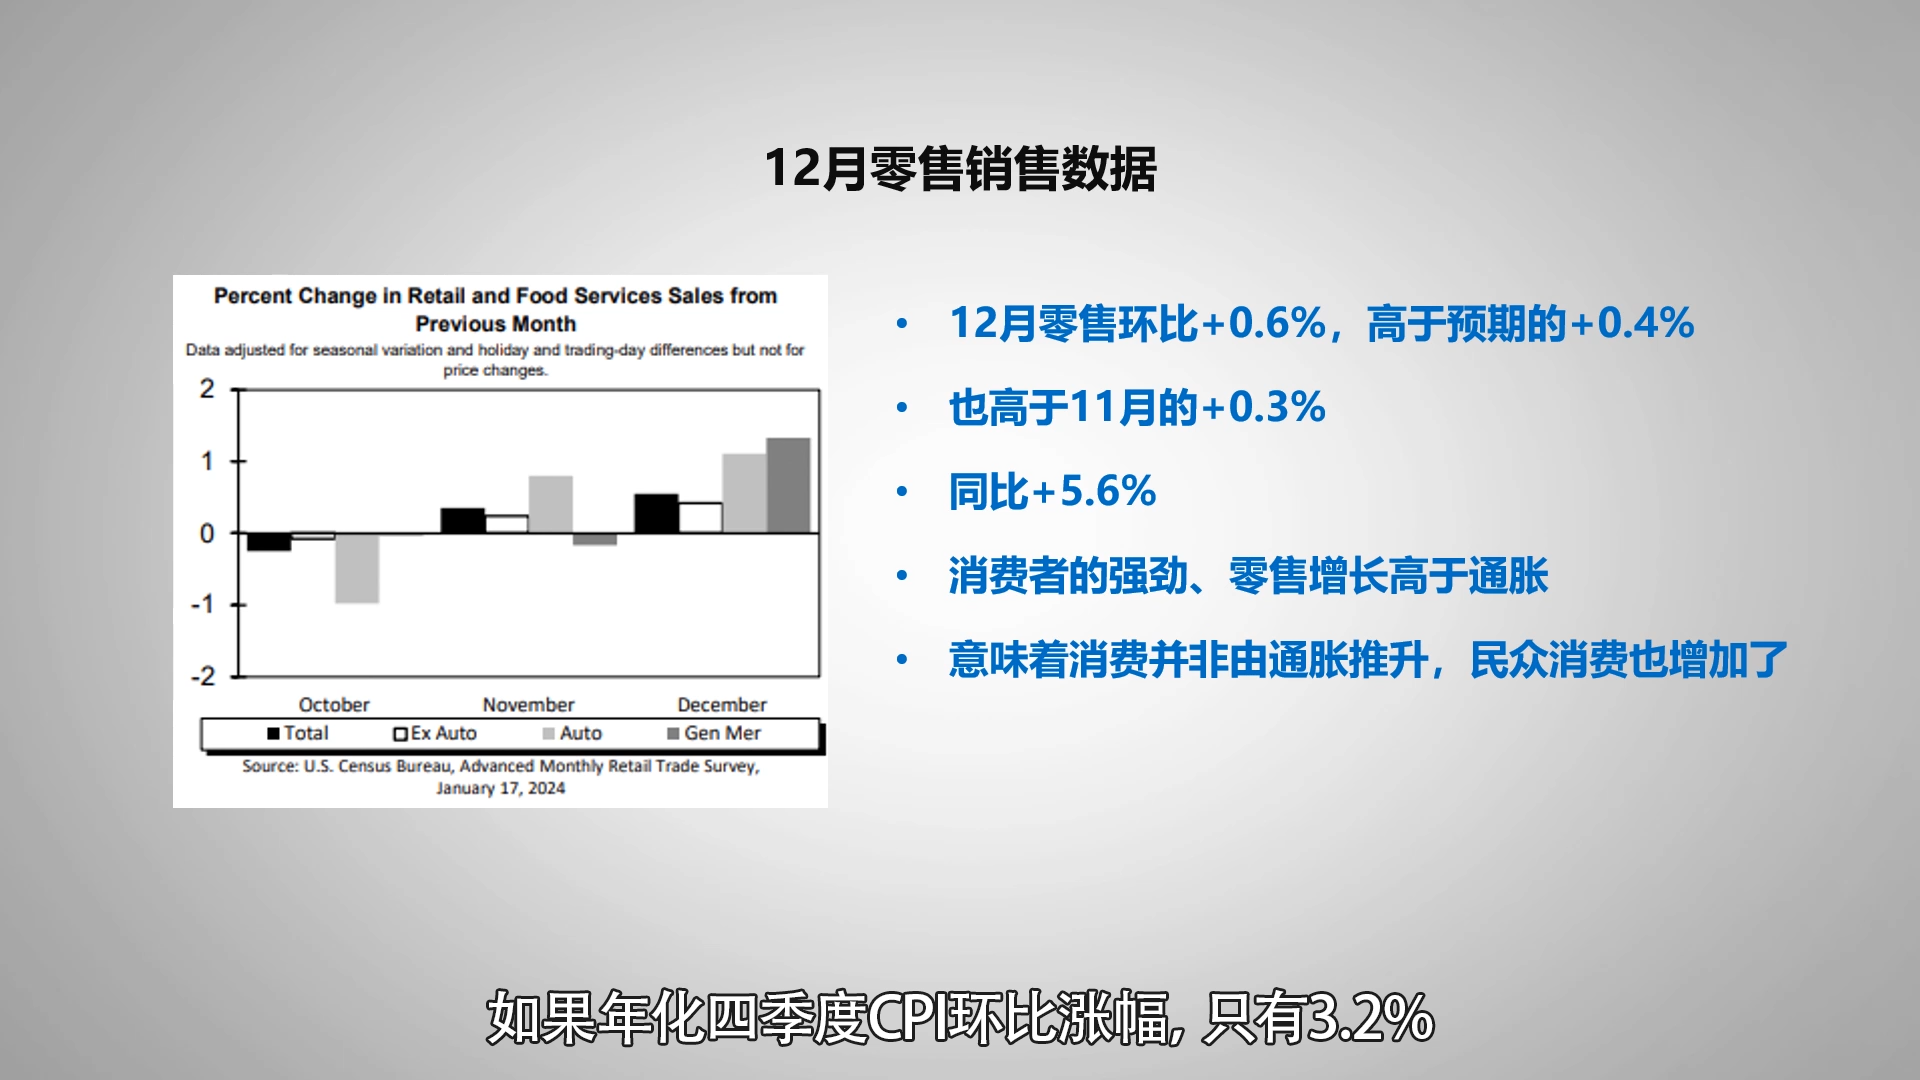 12月零售销售数据
Percent Change in Retail and Food Services Sales from
Previous Month
Data adjusted for seasonal variation and holiday and trading-day differences but not for
price changes.
2
1
0
-1
-2
October November December
Total Ex Auto Auto Gen Mer
Source: U.S. Census Bureau, Advanced Monthly Retail Trade Survey,
January 17, 2024
• 12月零售环比+0.6%，高于预期的+0.4%
• 也高于11月的+0.3%
• 同比+5.6%
• 消费者的强劲、零售增长高于通胀
• 意味着消费并非由通胀推升，民众消费也增加了
如果年化四季度CPI环比涨幅, 只有3.2%